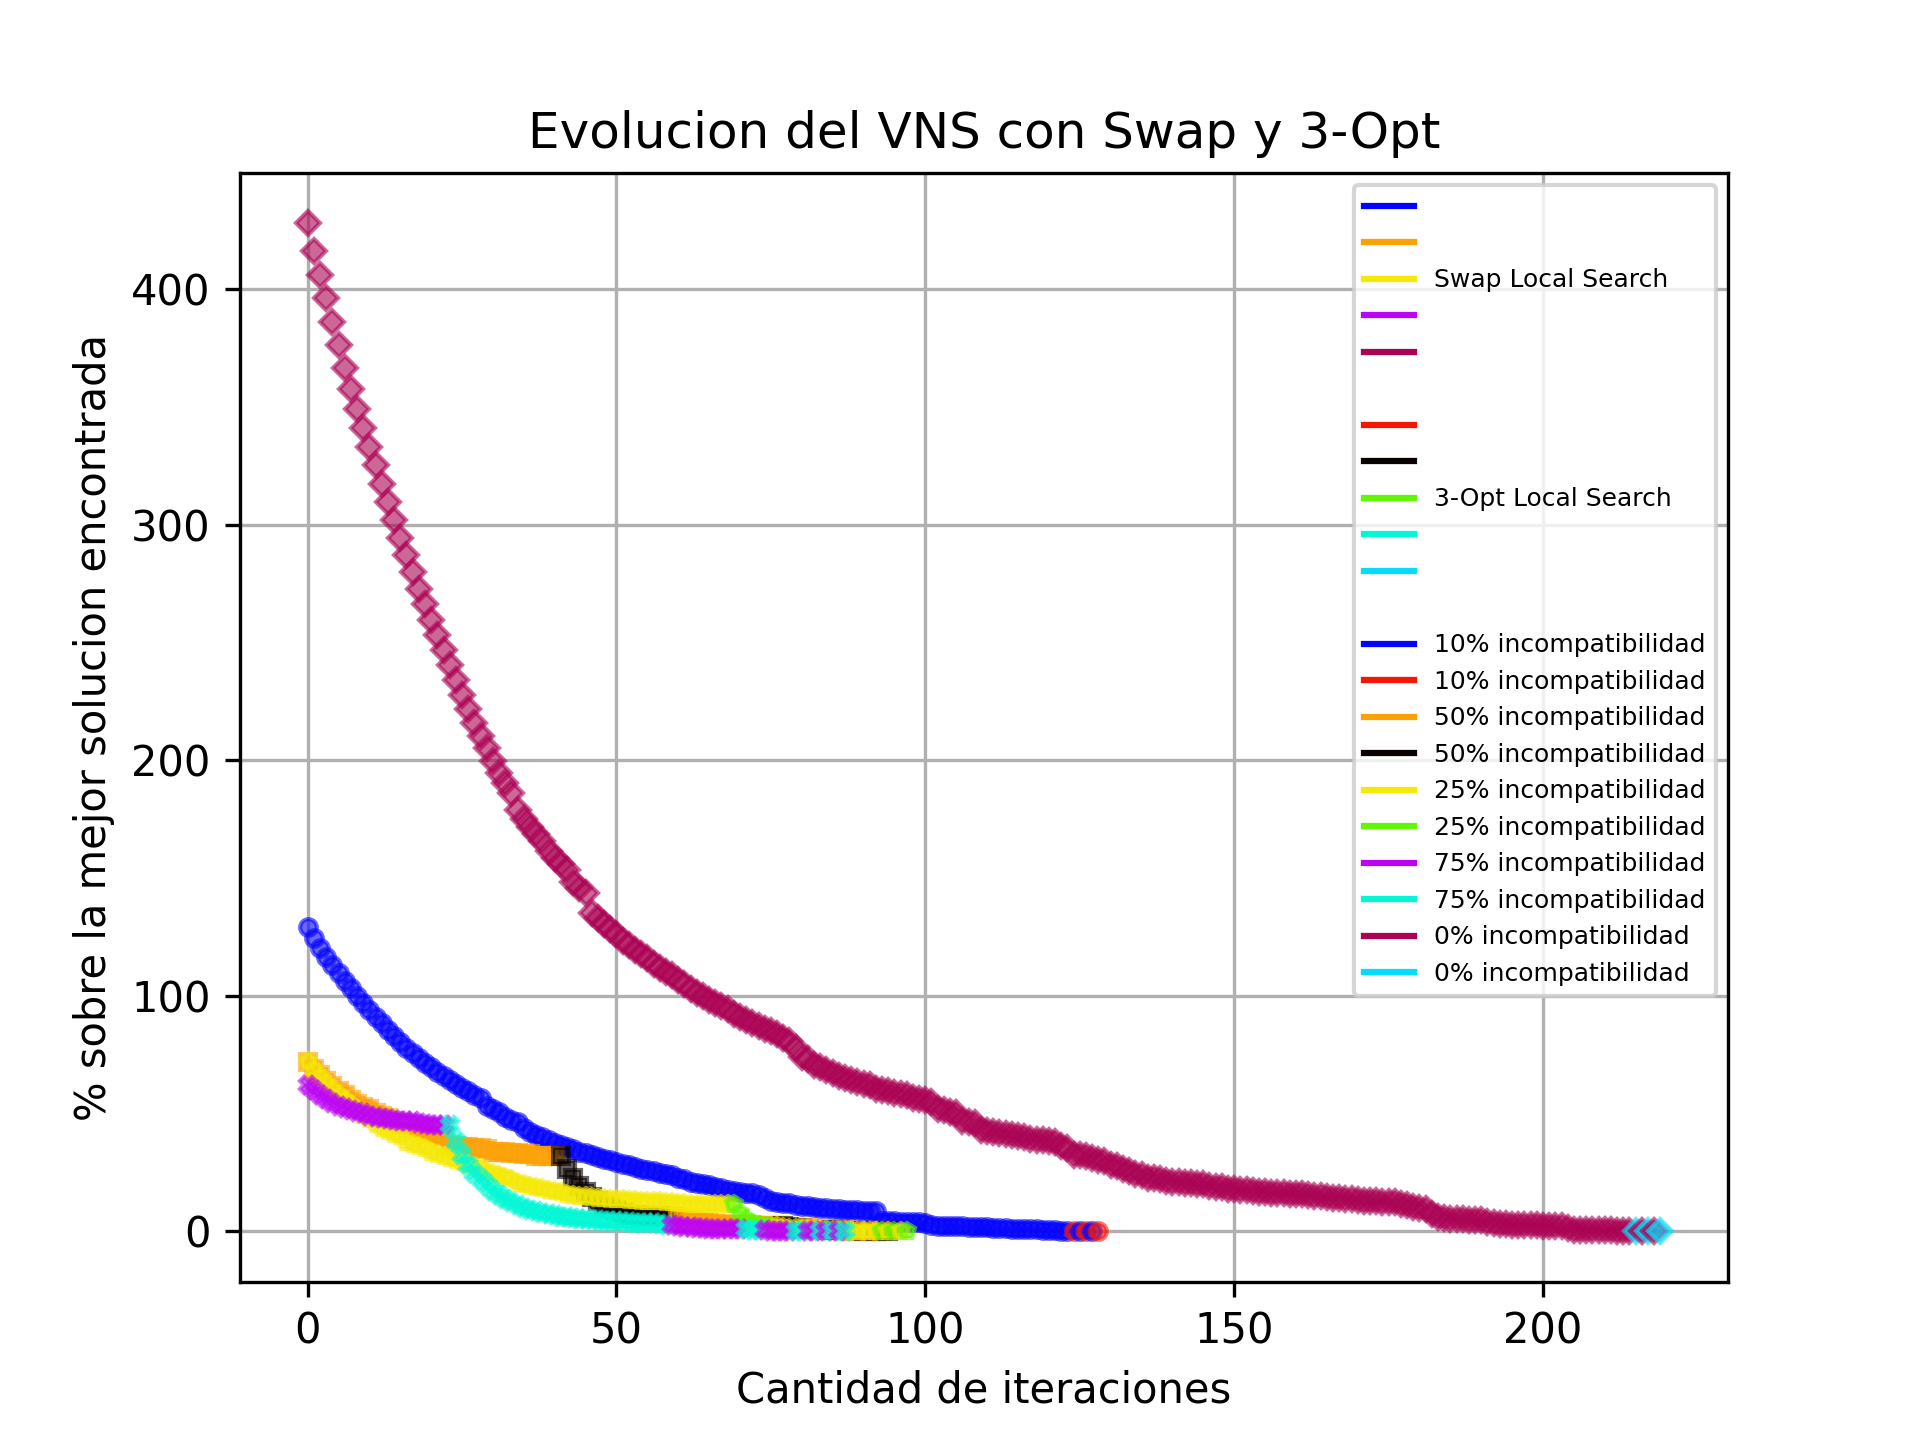 Evolucion del VNS con Swap y 3-Opt
% sobre la mejor solucion encontrada
400
300
200
100
0
0 50 100 150 200
Cantidad de iteraciones
Swap Local Search
3-Opt Local Search
10% incompatibilidad
10% incompatibilidad
50% incompatibilidad
50% incompatibilidad
25% incompatibilidad
25% incompatibilidad
75% incompatibilidad
75% incompatibilidad
0% incompatibilidad
0% incompatibilidad